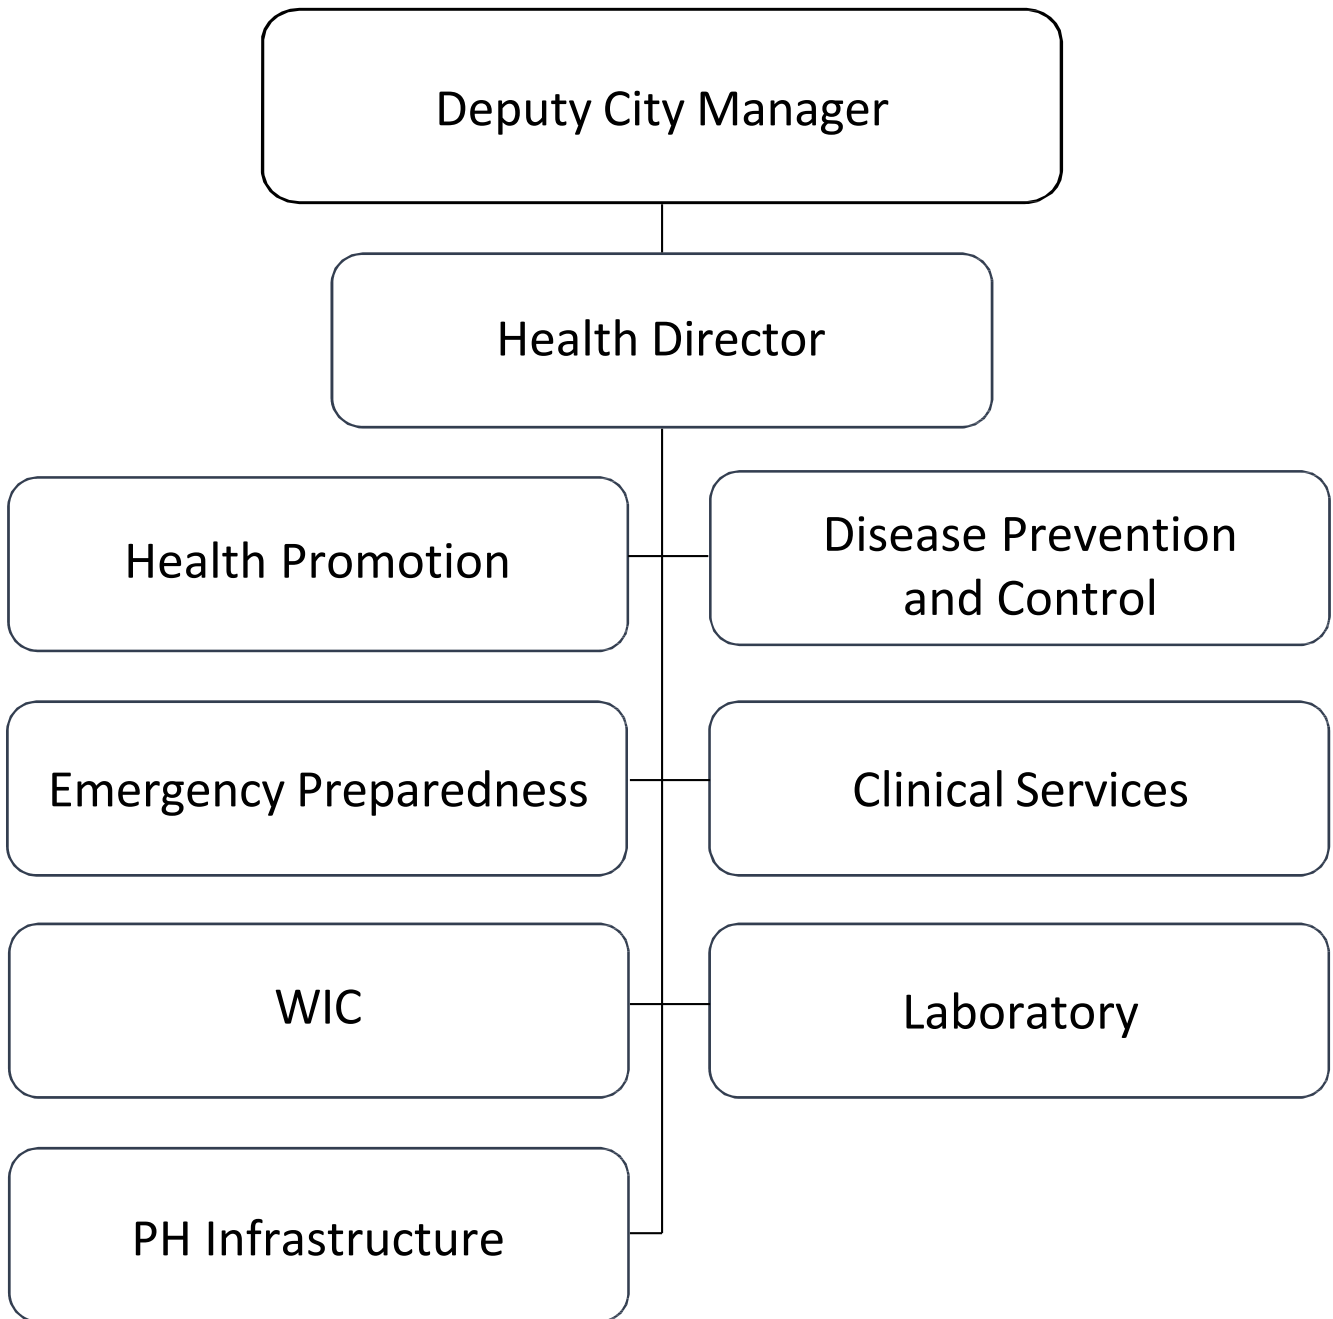 Deputy City Manager
Health Director
Health Promotion
Disease Prevention
and Control
Emergency Preparedness
Clinical Services
WIC
Laboratory
PH Infrastructure